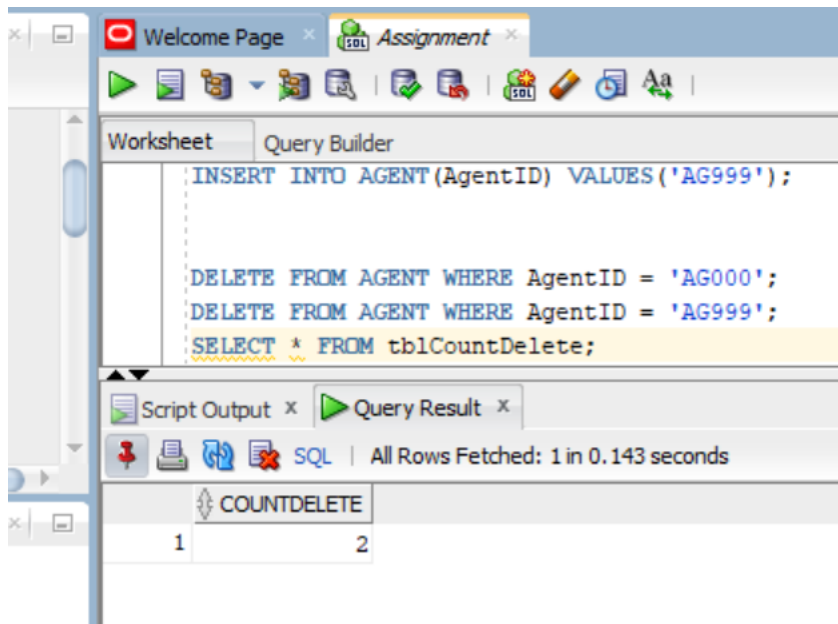 Welcome Page
Assignment
Worksheet
Query Builder
INSERT INTO AGENT(AgentID) VALUES('AG999');
DELETE FROM AGENT WHERE AgentID = 'AG000';
DELETE FROM AGENT WHERE AgentID = 'AG999';
SELECT * FROM tblCountDelete;
Script Output x
Query Result x
SQL | All Rows Fetched: 1 in 0.143 seconds
COUNTDELETE
1 2